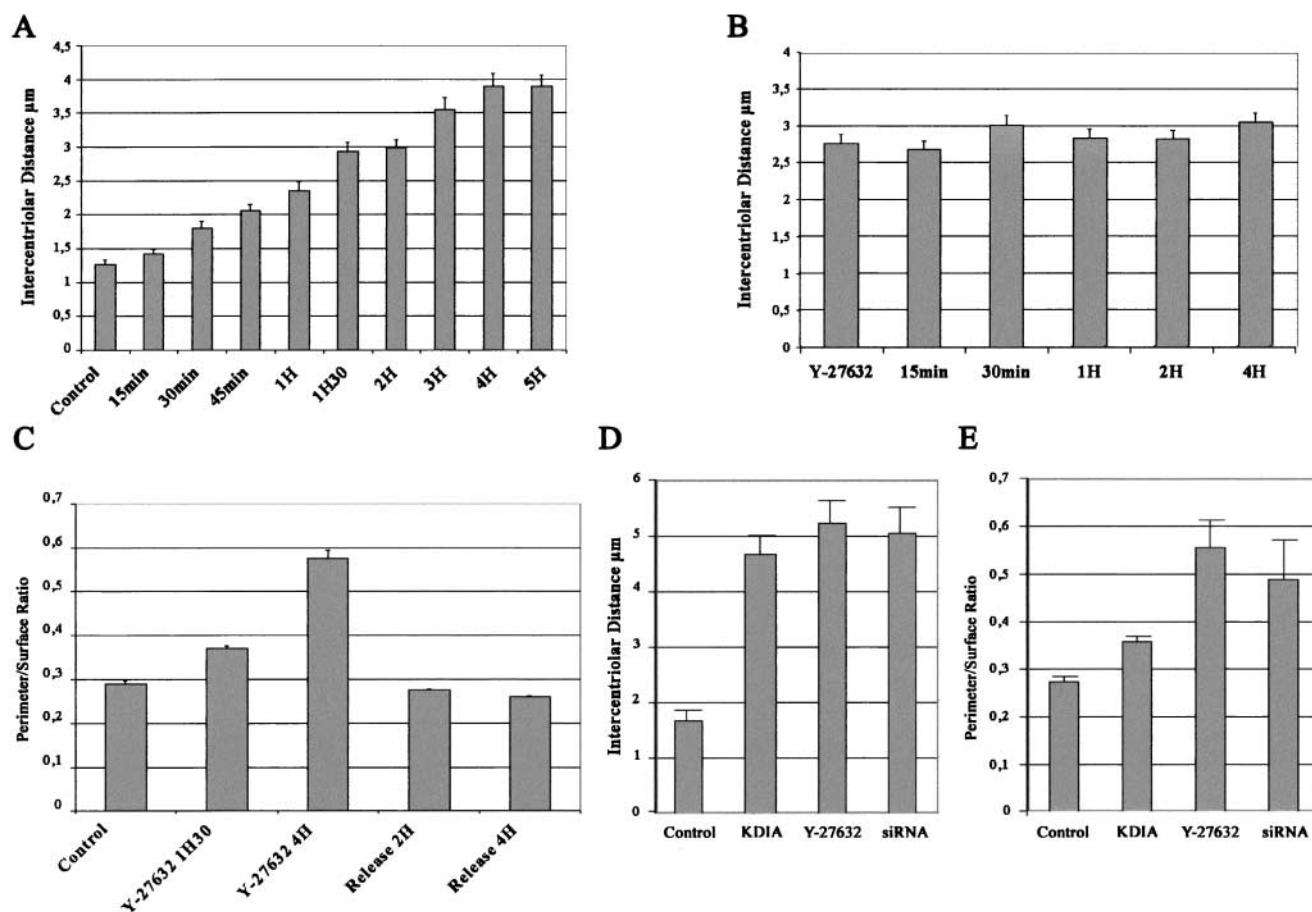 A
Intercentriolar Distance µm
4,5
4
3,5
3
2,5
2
1,5
1
0,5
0
Control
15min
30min
45min
1H
1H30
2H
3H
4H
5H
B
Intercentriolar Distance µm
4
3,5
3
2,5
2
1,5
1
0,5
0
Y-27632
15min
30min
1H
2H
4H
C
Perimeter/Surface Ratio
0,7
0,6
0,5
0,4
0,3
0,2
0,1
0
Control
Y-27632 1H30
Y-27632 4H
Release 2H
Release 4H
D
Intercentriolar Distance µm
6
5
4
3
2
1
0
Control
KDIA
Y-27632
siRNA
E
Perimeter/Surface Ratio
0,7
0,6
0,5
0,4
0,3
0,2
0,1
0
Control
KDIA
Y-27632
siRNA